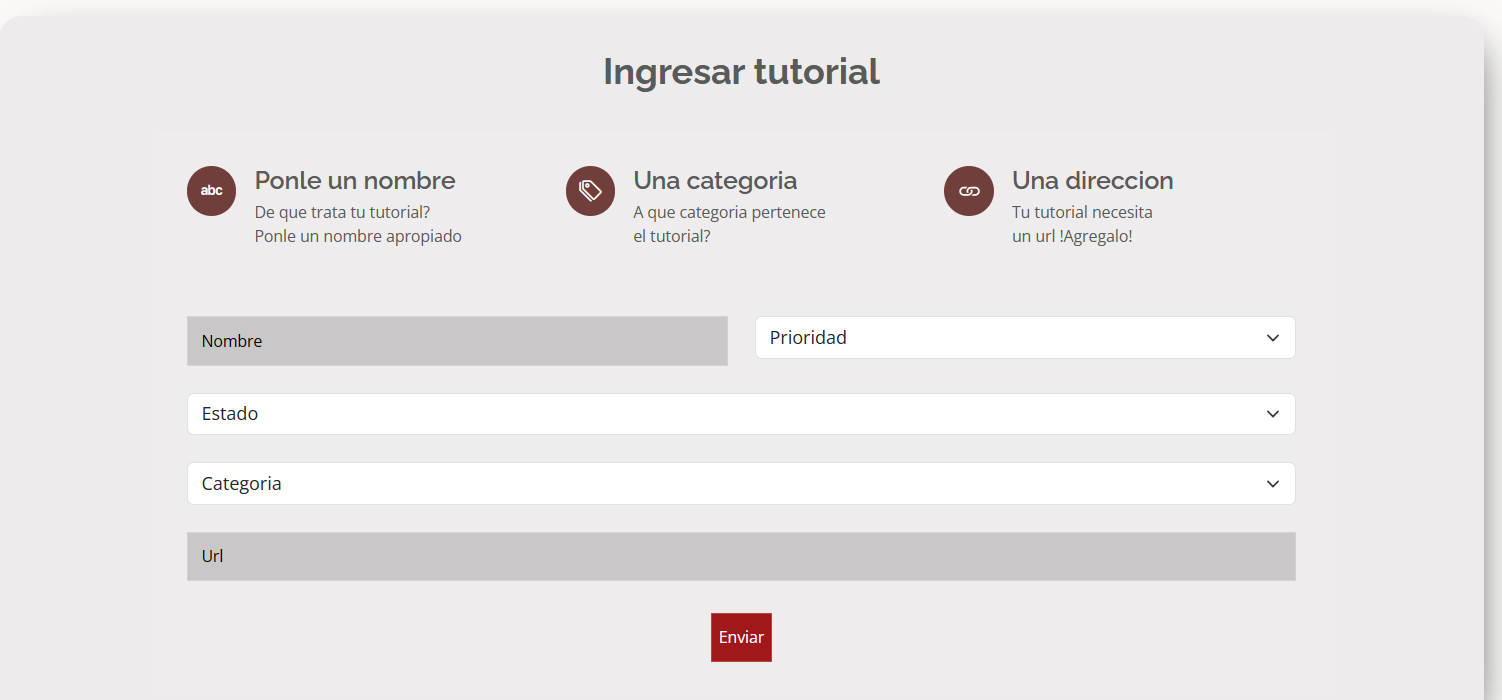 Ingresar tutorial
abc
Ponle un nombre
De que trata tu tutorial?
Ponle un nombre apropiado
Una categoria
A que categoria pertenece
el tutorial?
Una direccion
Tu tutorial necesita
un url !Agregalo!
Nombre
Prioridad
Estado
Categoria
Url
Enviar